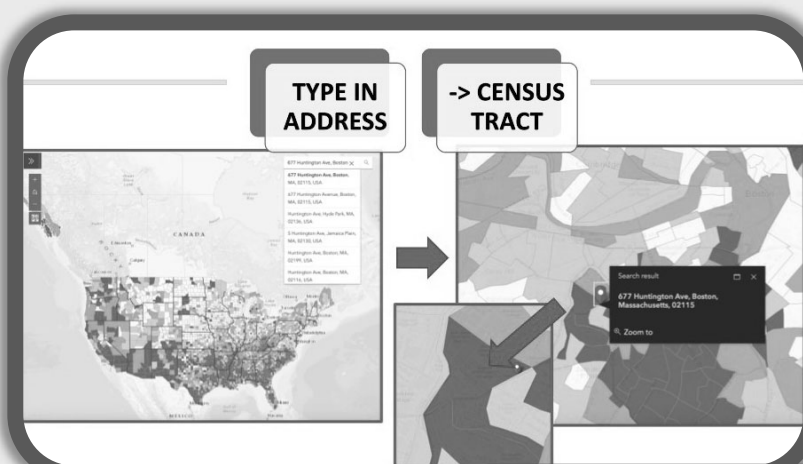 TYPE IN
ADDRESS
-> CENSUS
TRACT
677 Huntington Ave, Boston
677 Huntington Ave, Boston,
MA, 02115, USA
677 Huntington Avenue, Boston,
MA, 02115, USA
Huntington Ave, Hyde Park, MA,
02136, USA
S Huntington Ave, Jamaica Plain,
MA, 02130, USA
Huntington Ave, Boston, MA,
02199, USA
Huntington Ave, Boston, MA,
02116, USA
CANADA
MÉXICO
Search result
677 Huntington Ave, Boston,
Massachusetts, 02115
Zoom to